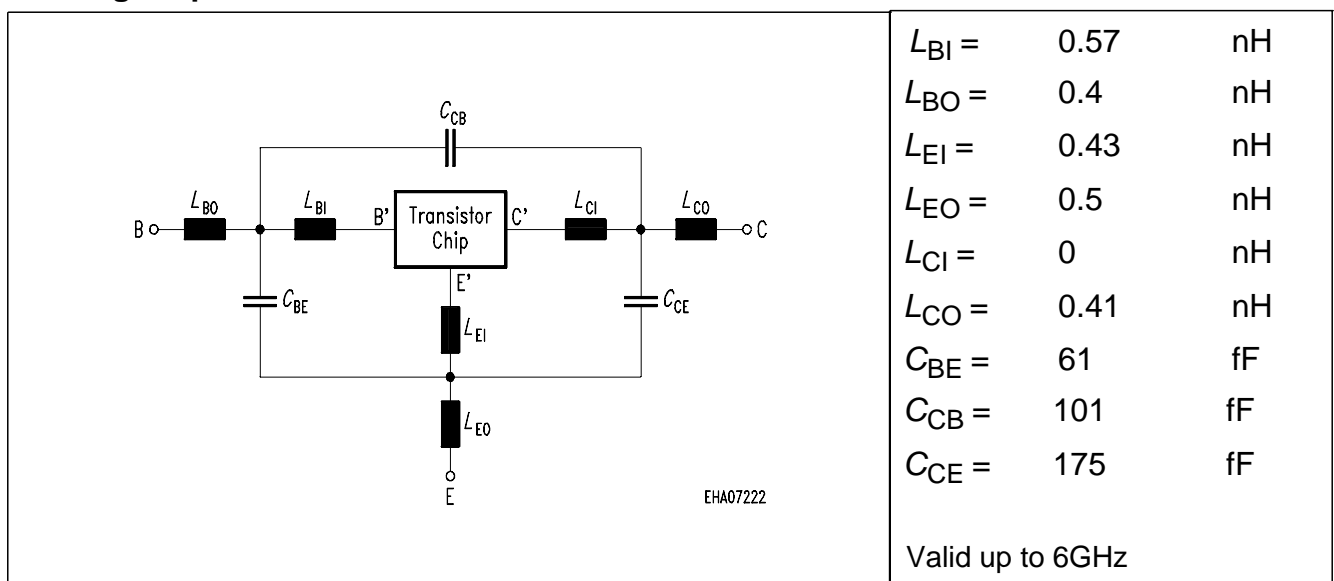 C_CB
L_BO L_BI B' Transistor C' L_CI L_CO
B Chip C
E'
C_BE C_CE
L_EI
L_EO
E
EHA07222
L_BI = 0.57 nH
L_BO = 0.4 nH
L_EI = 0.43 nH
L_EO = 0.5 nH
L_CI = 0 nH
L_CO = 0.41 nH
C_BE = 61 fF
C_CB = 101 fF
C_CE = 175 fF
Valid up to 6GHz